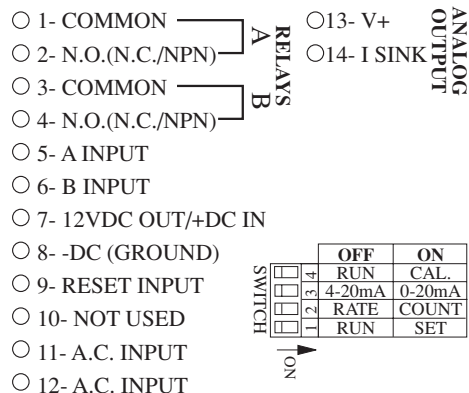 1- COMMON
2- N.O.(N.C./NPN)
3- COMMON
4- N.O.(N.C./NPN)
5- A INPUT
6- B INPUT
7- 12VDC OUT/+DC IN
8- -DC (GROUND)
9- RESET INPUT
10- NOT USED
11- A.C. INPUT
12- A.C. INPUT
A
B
RELAYS
13- V+
14- I SINK
ANALOG
OUTPUT
SWITCH
OFF ON
4 RUN CAL.
3 4-20mA 0-20mA
2 RATE COUNT
1 RUN SET
ON